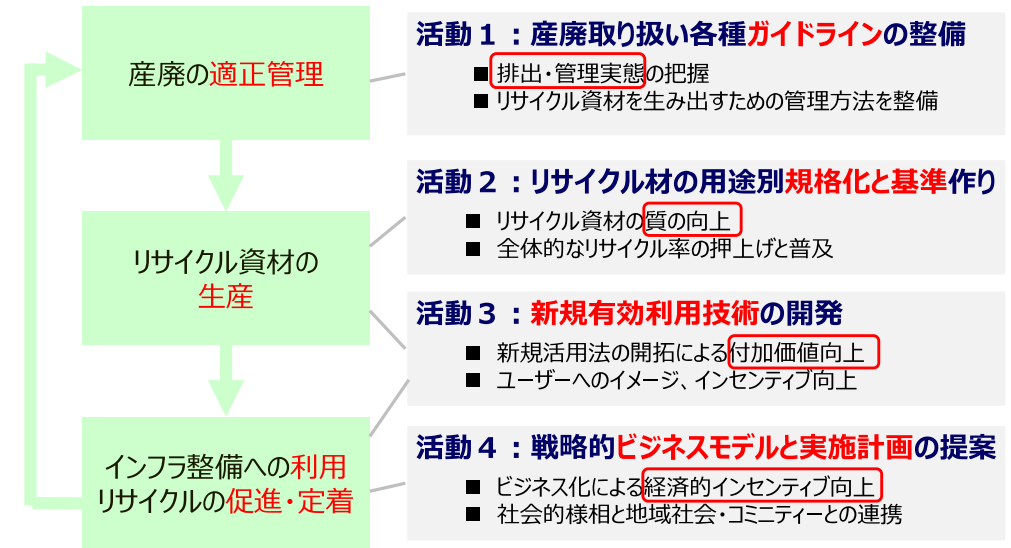 産廃の適正管理
リサイクル資材の
生産
インフラ整備への利用
リサイクルの促進・定着
活動１：産廃取り扱い各種ガイドラインの整備
■ 排出・管理実態の把握
■ リサイクル資材を生み出すための管理方法を整備
活動２：リサイクル材の用途別規格化と基準作り
■ リサイクル資材の質の向上
■ 全体的なリサイクル率の押上げと普及
活動３：新規有効利用技術の開発
■ 新規活用法の開拓による付加価値向上
■ ユーザーへのイメージ、インセンティブ向上
活動４：戦略的ビジネスモデルと実施計画の提案
■ ビジネス化による経済的インセンティブ向上
■ 社会的様相と地域社会・コミニティーとの連携